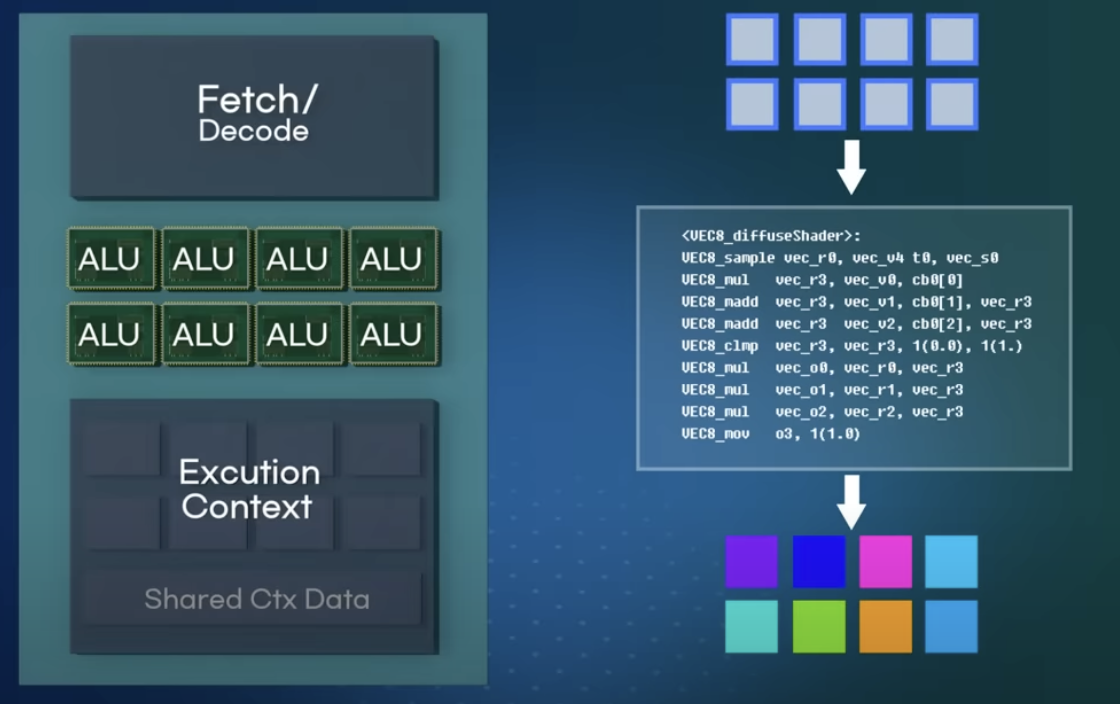 Fetch/
Decode
ALU ALU ALU ALU
ALU ALU ALU ALU
Excution
Context
Shared Ctx Data
<VEC8_diffuseShader>:
VEC8_sample vec_r0, vec_v4 t0, vec_s0
VEC8_mul vec_r3, vec_v0, cb0[0]
VEC8_madd vec_r3, vec_v1, cb0[1], vec_r3
VEC8_madd vec_r3 vec_v2, cb0[2], vec_r3
VEC8_clmp vec_r3, vec_r3, 1(0.0), 1(1.)
VEC8_mul vec_o0, vec_r0, vec_r3
VEC8_mul vec_o1, vec_r1, vec_r3
VEC8_mul vec_o2, vec_r2, vec_r3
VEC8_mov o3, 1(1.0)